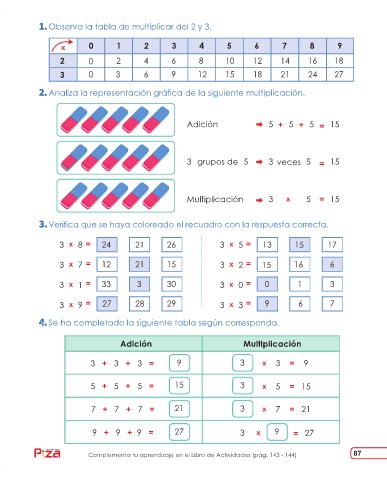 1. Observa la tabla de multiplicar del 2 y 3.
x 0 1 2 3 4 5 6 7 8 9
2 0 2 4 6 8 10 12 14 16 18
3 0 3 6 9 12 15 18 21 24 27
2. Analiza la representación gráfica de la siguiente multiplicación.
Adición ➡ 5 + 5 + 5 = 15
3 grupos de 5 ➡ 3 veces 5 = 15
Multiplicación ➡ 3 x 5 = 15
3. Verifica que se haya coloreado el recuadro con la respuesta correcta.
3 x 8 = 24 21 26 3 x 5 = 13 15 17
3 x 7 = 12 21 15 3 x 2 = 15 16 6
3 x 1 = 33 3 30 3 x 0 = 0 1 3
3 x 9 = 27 28 29 3 x 3 = 9 6 7
4. Se ha completado la siguiente tabla según corresponda.
Adición Multiplicación
3 + 3 + 3 = 9 3 x 3 = 9
5 + 5 + 5 = 15 3 x 5 = 15
7 + 7 + 7 = 21 3 x 7 = 21
9 + 9 + 9 = 27 3 x 9 = 27
Complementa tu aprendizaje en el Libro de Actividades (pág. 143 - 144) 87